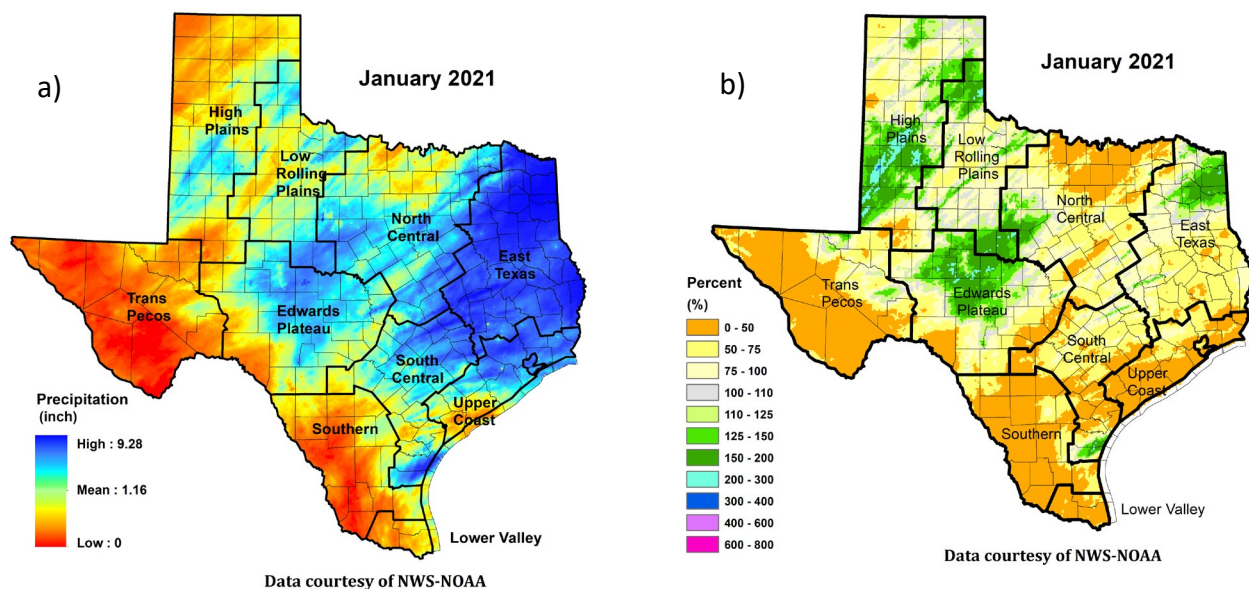 a)
January 2021
High
Plains
Low
Rolling
Plains
North
Central
East
Texas
Trans
Pecos
Edwards
Plateau
South
Central
Upper
Coast
Southern
Lower Valley
Precipitation
(inch)
High : 9.28
Mean : 1.16
Low : 0
Data courtesy of NWS-NOAA
b)
January 2021
High
Plains
Low
Rolling
Plains
North
Central
East
Texas
Trans
Pecos
Edwards
Plateau
South
Central
Upper
Coast
Southern
Lower Valley
Percent
(%)
0 - 50
50 - 75
75 - 100
100 - 110
110 - 125
125 - 150
150 - 200
200 - 300
300 - 400
400 - 600
600 - 800
Data courtesy of NWS-NOAA